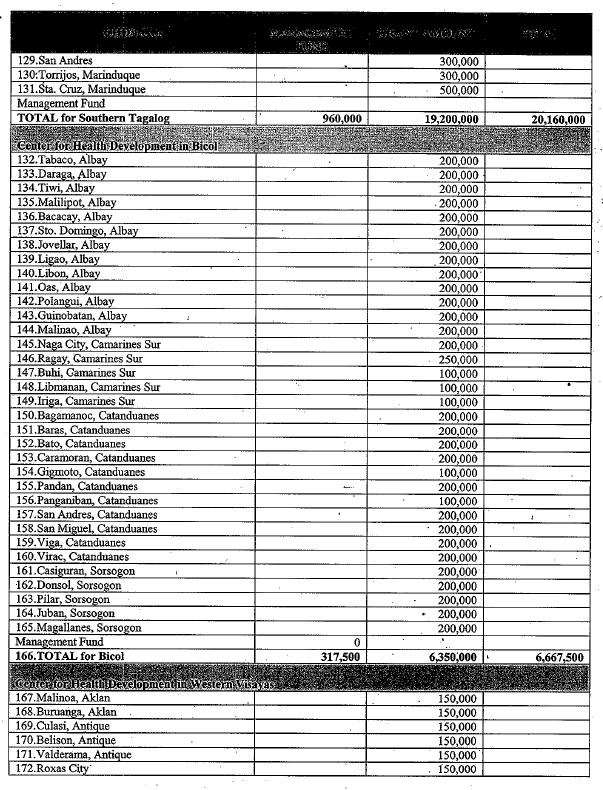 MANAGEMENT FUND
129.San Andres 300,000
130.Torrijos, Marinduque 300,000
131.Sta. Cruz, Marinduque 500,000
Management Fund
TOTAL for Southern Tagalog 960,000 19,200,000 20,160,000
Center for Health Development in Bicol
132.Tabaco, Albay 200,000
133.Daraga, Albay 200,000
134.Tiwi, Albay 200,000
135.Malilipot, Albay 200,000
136.Bacacay, Albay 200,000
137.Sto. Domingo, Albay 200,000
138.Jovellar, Albay 200,000
139.Ligao, Albay 200,000
140.Libon, Albay 200,000
141.Oas, Albay 200,000
142.Polangui, Albay 200,000
143.Guinobatan, Albay 200,000
144.Malinao, Albay 200,000
145.Naga City, Camarines Sur 200,000
146.Ragay, Camarines Sur 250,000
147.Buhi, Camarines Sur 100,000
148.Libmanan, Camarines Sur 100,000
149.Iriga, Camarines Sur 100,000
150.Bagamanoc, Catanduanes 200,000
151.Baras, Catanduanes 200,000
152.Bato, Catanduanes 200,000
153.Caramoran, Catanduanes 200,000
154.Gigmoto, Catanduanes 100,000
155.Pandan, Catanduanes 200,000
156.Panganiban, Catanduanes 100,000
157.San Andres, Catanduanes 200,000
158.San Miguel, Catanduanes 200,000
159.Viga, Catanduanes 200,000
160.Virac, Catanduanes 200,000
161.Casiguran, Sorsogon 200,000
162.Donsol, Sorsogon 200,000
163.Pilar, Sorsogon 200,000
164.Juban, Sorsogon 200,000
165.Magallanes, Sorsogon 200,000
Management Fund 0
166.TOTAL for Bicol 317,500 6,350,000 6,667,500
Center for Health Development in Western Visayas
167.Malinoa, Aklan 150,000
168.Buruanga, Aklan 150,000
169.Culasi, Antique 150,000
170.Belison, Antique 150,000
171.Valderama, Antique 150,000
172.Roxas City 150,000